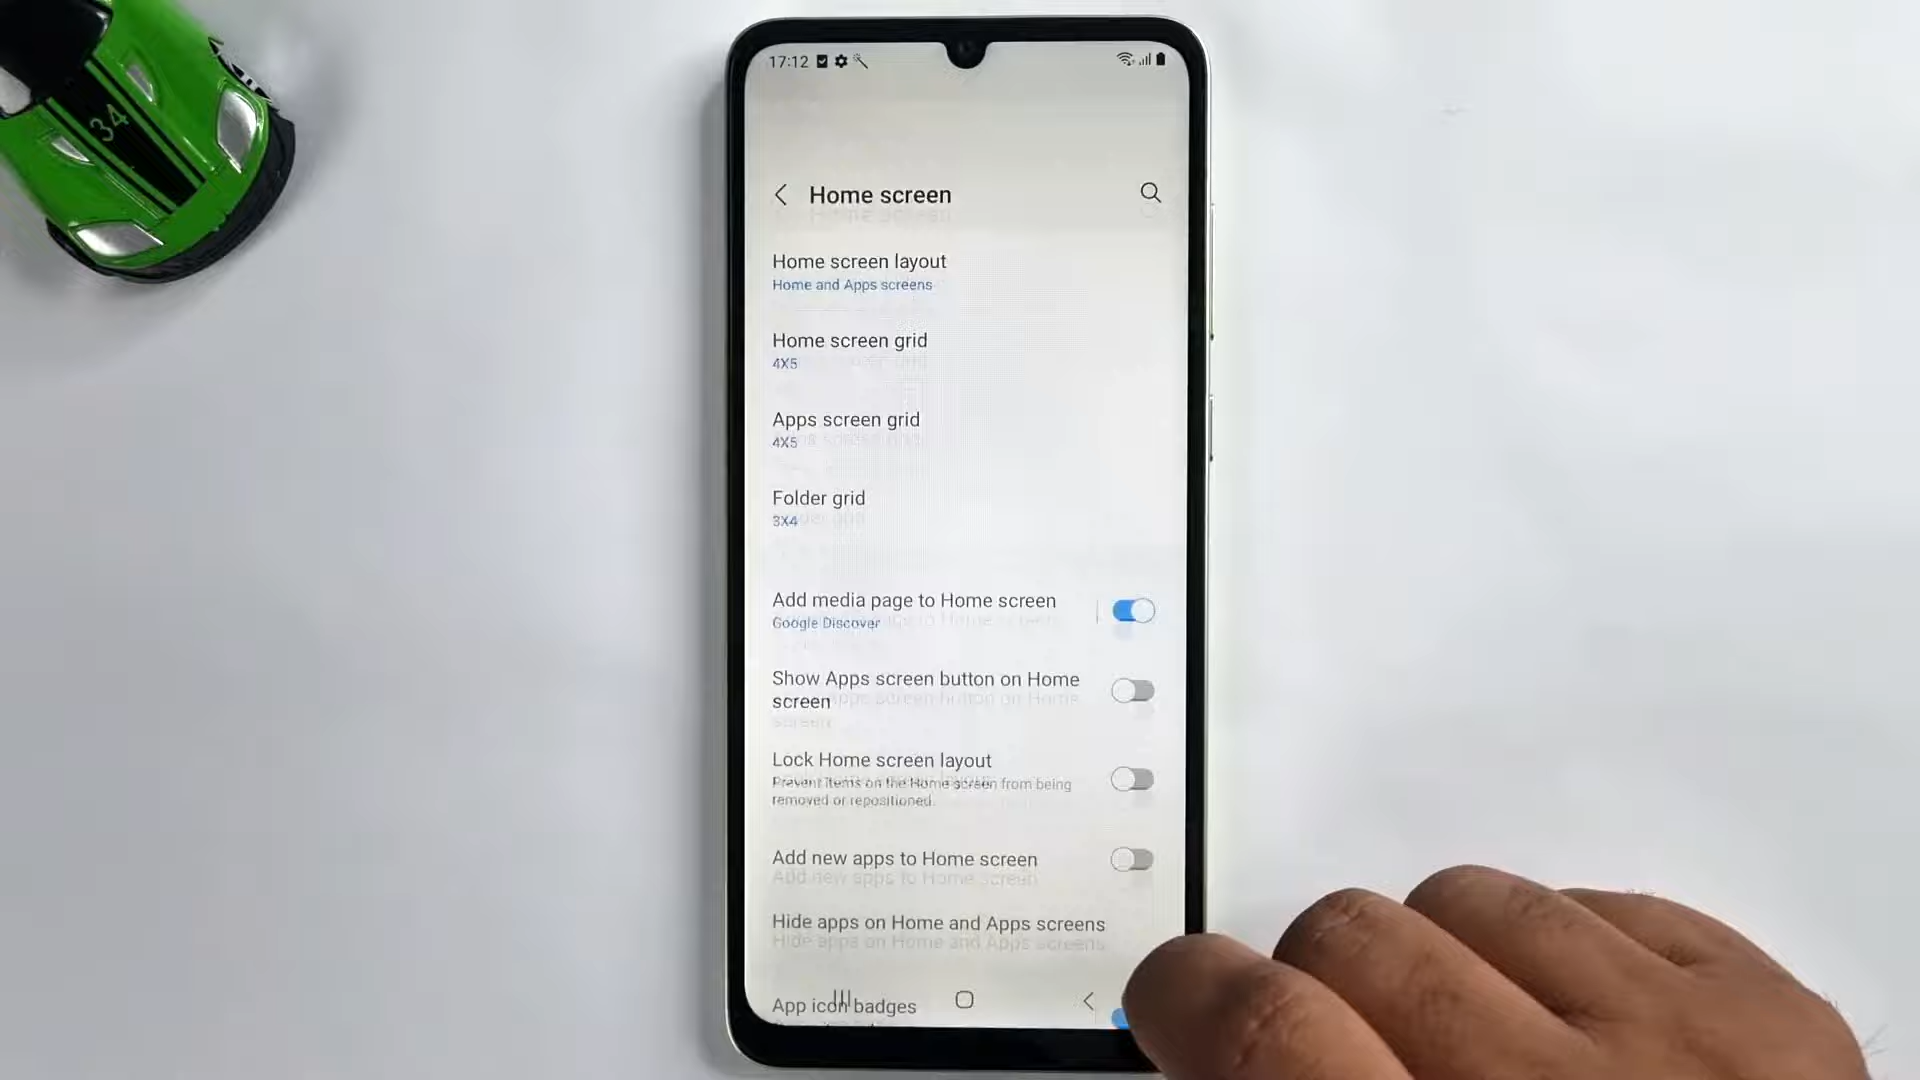 34
17:12
Home screen
Home screen layout
Home and Apps screens
Home screen grid
4X5
Apps screen grid
4X5
Folder grid
3X4
Add media page to Home screen
Google Discover
Show Apps screen button on Home
screen
Lock Home screen layout
Prevent items on the Home screen from being
removed or repositioned.
Add new apps to Home screen
Hide apps on Home and Apps screens
App icon badges